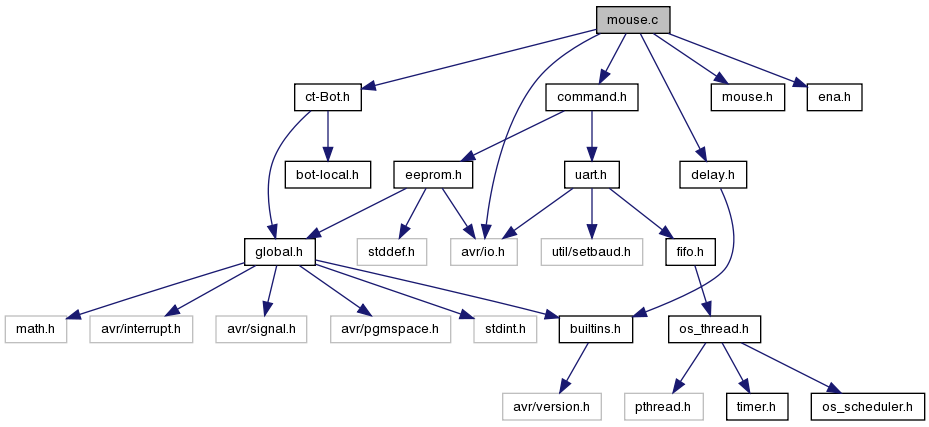 mouse.c
ct-Bot.h
command.h
mouse.h
ena.h
bot-local.h
eeprom.h
uart.h
delay.h
global.h
stddef.h
avr/io.h
util/setbaud.h
fifo.h
math.h
avr/interrupt.h
avr/signal.h
avr/pgmspace.h
stdint.h
builtins.h
os_thread.h
avr/version.h
pthread.h
timer.h
os_scheduler.h